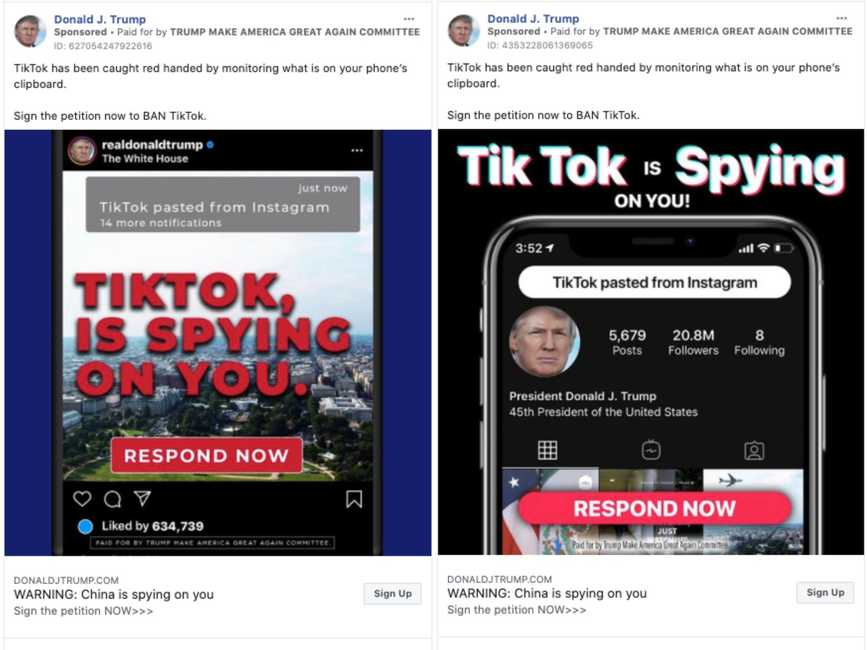 Donald J. Trump
Sponsored • Paid for by TRUMP MAKE AMERICA GREAT AGAIN COMMITTEE
ID: 627054247922616
TikTok has been caught red handed by monitoring what is on your phone's
clipboard.
Sign the petition now to BAN TikTok.
realdonaldtrump
The White House
just now
TikTok pasted from Instagram
14 more notifications
TIKTOK,
IS SPYING
ON YOU.
RESPOND NOW
Liked by 634,739
PAID FOR BY TRUMP MAKE AMERICA GREAT AGAIN COMMITTEE.
DONALDJTRUMP.COM
WARNING: China is spying on you
Sign the petition NOW>>>
Sign Up
Donald J. Trump
Sponsored • Paid for by TRUMP MAKE AMERICA GREAT AGAIN COMMITTEE
ID: 4353228061369065
TikTok has been caught red handed by monitoring what is on your phone's
clipboard.
Sign the petition now to BAN TikTok.
Tik Tok IS Spying
ON YOU!
3:52
TikTok pasted from Instagram
5,679 20.8M 8
Posts Followers Following
President Donald J. Trump
45th President of the United States
RESPOND NOW
JUST
Paid for by Trump Make America Great Again Committee
DONALDJTRUMP.COM
WARNING: China is spying on you
Sign the petition NOW>>>
Sign Up